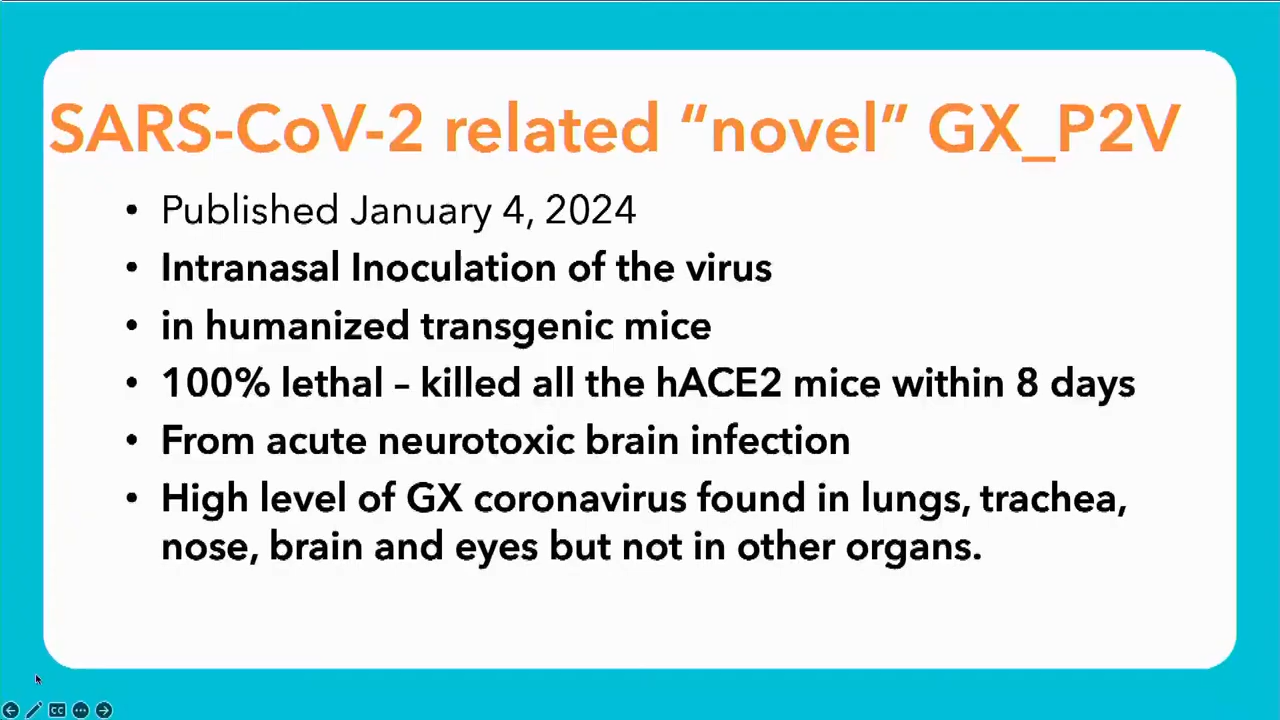 SARS-CoV-2 related “novel” GX_P2V
• Published January 4, 2024
• Intranasal Inoculation of the virus
• in humanized transgenic mice
• 100% lethal – killed all the hACE2 mice within 8 days
• From acute neurotoxic brain infection
• High level of GX coronavirus found in lungs, trachea,
nose, brain and eyes but not in other organs.
CC